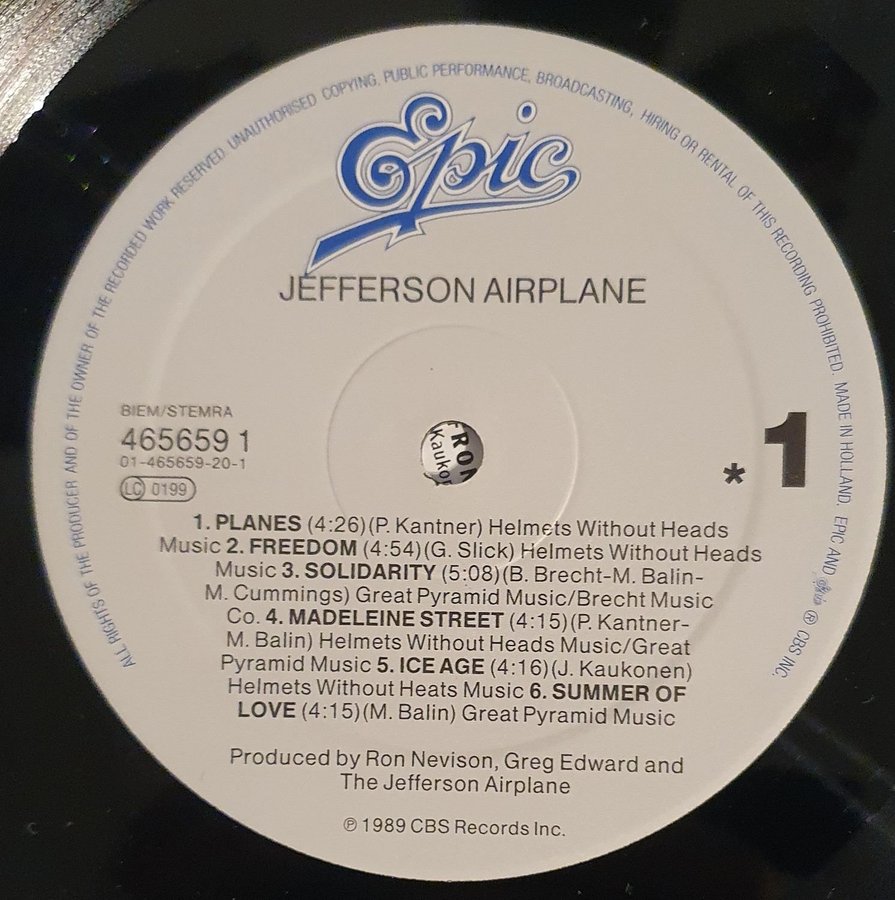 ALL RIGHTS OF THE PRODUCER AND OF THE OWNER OF THE RECORDED WORK RESERVED. UNAUTHORISED COPYING, PUBLIC PERFORMANCE, BROADCASTING, HIRING OR RENTAL OF THIS RECORDING PROHIBITED. MADE IN HOLLAND. EPIC AND Epic ® CBS INC.
Epic
JEFFERSON AIRPLANE
BIEM/STEMRA
465659 1
01-465659-20-1
LC 0199
* 1
FRON
Kauko
1. PLANES (4:26)(P. Kantner) Helmets Without Heads
Music 2. FREEDOM (4:54)(G. Slick) Helmets Without Heads
Music 3. SOLIDARITY (5:08)(B. Brecht-M. Balin-
M. Cummings) Great Pyramid Music/Brecht Music
Co. 4. MADELEINE STREET (4:15)(P. Kantner-
M. Balin) Helmets Without Heads Music/Great
Pyramid Music 5. ICE AGE (4:16)(J. Kaukonen)
Helmets Without Heats Music 6. SUMMER OF
LOVE (4:15)(M. Balin) Great Pyramid Music
Produced by Ron Nevison, Greg Edward and
The Jefferson Airplane
℗ 1989 CBS Records Inc.